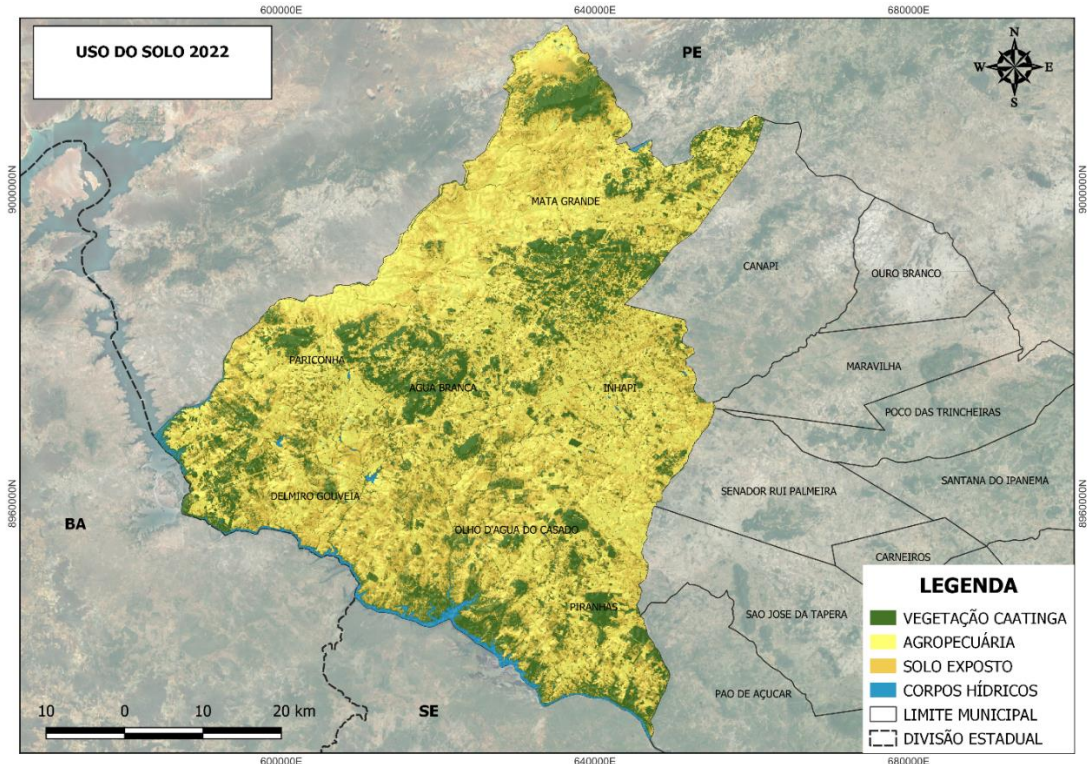 600000E
640000E
680000E
USO DO SOLO 2022
PE
N
W
E
S
9000000N
9000000N
MATA GRANDE
CANAPI
OURO BRANCO
PARICONHA
AGUA BRANCA
INHAPI
MARAVILHA
POCO DAS TRINCHEIRAS
DELMIRO GOUVEIA
SENADOR RUI PALMEIRA
SANTANA DO IPANEMA
8960000N
8960000N
BA
OLHO D'AGUA DO CASADO
CARNEIROS
PIRANHAS
SAO JOSE DA TAPERA
PAO DE AÇUCAR
SE
LEGENDA
VEGETAÇÃO CAATINGA
AGROPECUÁRIA
SOLO EXPOSTO
CORPOS HÍDRICOS
LIMITE MUNICIPAL
DIVISÃO ESTADUAL
10 0 10 20 km
600000E
640000E
680000E